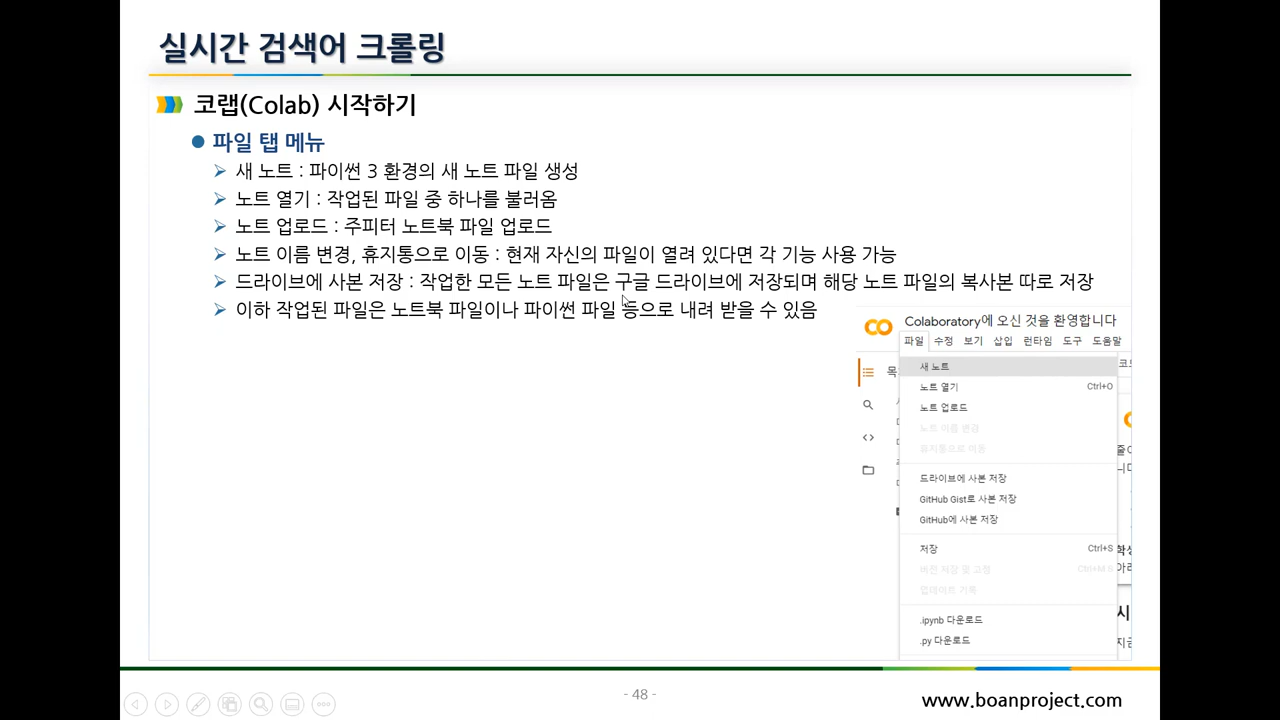 실시간 검색어 크롤링
코랩(Colab) 시작하기
파일 탭 메뉴
새 노트 : 파이썬 3 환경의 새 노트 파일 생성
노트 열기 : 작업된 파일 중 하나를 불러옴
노트 업로드 : 주피터 노트북 파일 업로드
노트 이름 변경, 휴지통으로 이동 : 현재 자신의 파일이 열려 있다면 각 기능 사용 가능
드라이브에 사본 저장 : 작업한 모든 노트 파일은 구글 드라이브에 저장되며 해당 노트 파일의 복사본 따로 저장
이하 작업된 파일은 노트북 파일이나 파이썬 파일 등으로 내려 받을 수 있음
Colaboratory에 오신 것을 환영합니다
파일 수정 보기 삽입 런타임 도구 도움말
새 노트
노트 열기 Ctrl+O
노트 업로드
노트 이름 변경
휴지통으로 이동
드라이브에 사본 저장
GitHub Gist로 사본 저장
GitHub에 사본 저장
저장 Ctrl+S
버전 저장 및 고정 Ctrl+M S
업데이트 기록
.ipynb 다운로드
.py 다운로드
- 48 -
www.boanproject.com